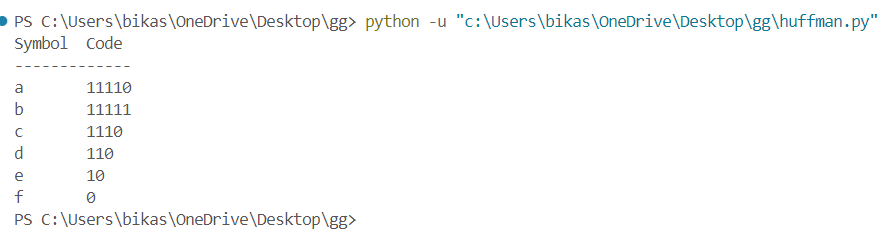 PS C:\Users\bikas\OneDrive\Desktop\gg> python -u "c:\Users\bikas\OneDrive\Desktop\gg\huffman.py"
Symbol  Code
-------------
a       11110
b       11111
c       1110
d       110
e       10
f       0
PS C:\Users\bikas\OneDrive\Desktop\gg>